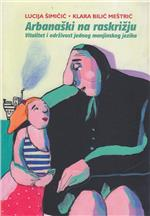 LUCIJA ŠIMIČIĆ • KLARA BILIĆ MEŠTRIĆ
Arbanaški na raskrižju
Vitalitet i održivost jednog manjinskog jezika